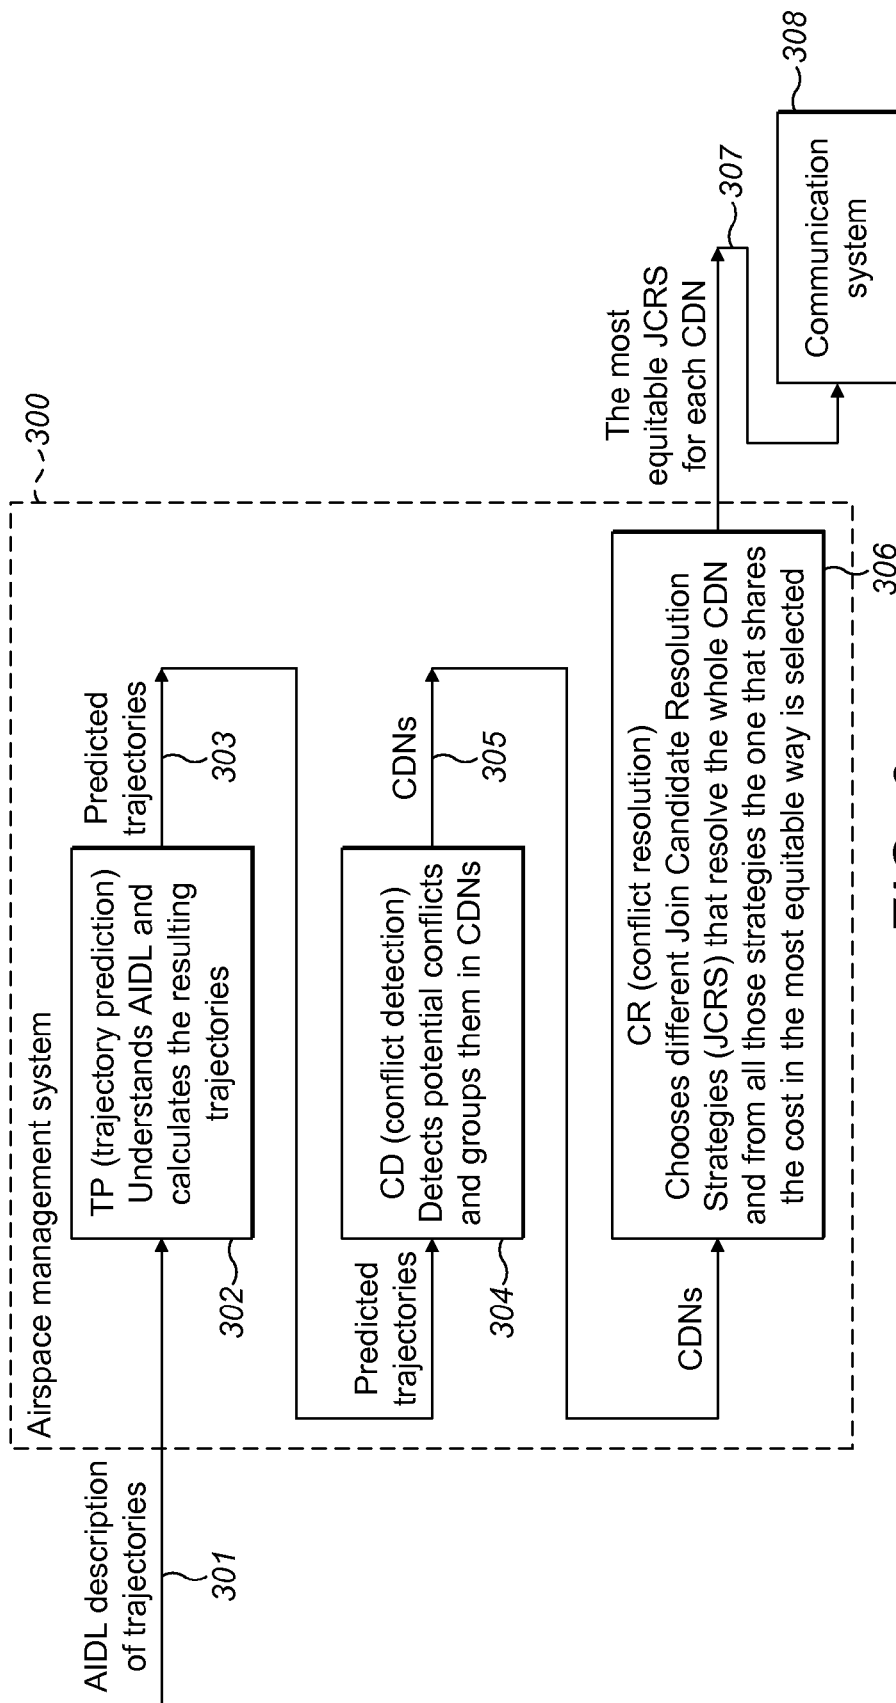 Airspace management system
300
AIDL description
of trajectories
301
TP (trajectory prediction)
Understands AIDL and
calculates the resulting
trajectories
302
Predicted
trajectories
303
Predicted
trajectories
CD (conflict detection)
Detects potential conflicts
and groups them in CDNs
304
CDNs
305
CDNs
CR (conflict resolution)
Chooses different Join Candidate Resolution
Strategies (JCRS) that resolve the whole CDN
and from all those strategies the one that shares
the cost in the most equitable way is selected
306
The most
equitable JCRS
for each CDN
307
Communication
system
308